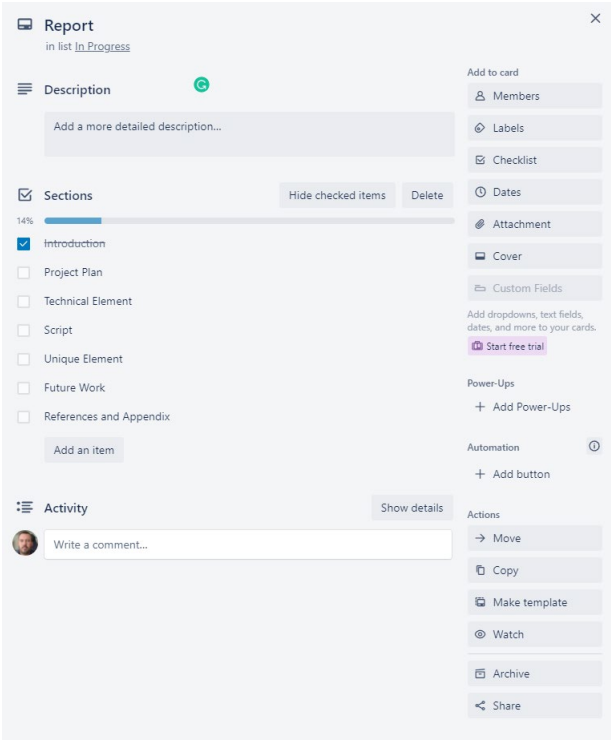 Report
in list In Progress
Description
Add a more detailed description...
Sections
Hide checked items
Delete
14%
Introduction
Project Plan
Technical Element
Script
Unique Element
Future Work
References and Appendix
Add an item
Activity
Show details
Write a comment...
Add to card
Members
Labels
Checklist
Dates
Attachment
Cover
Custom Fields
Add dropdowns, text fields,
dates, and more to your cards.
Start free trial
Power-Ups
+ Add Power-Ups
Automation
+ Add button
Actions
Move
Copy
Make template
Watch
Archive
Share